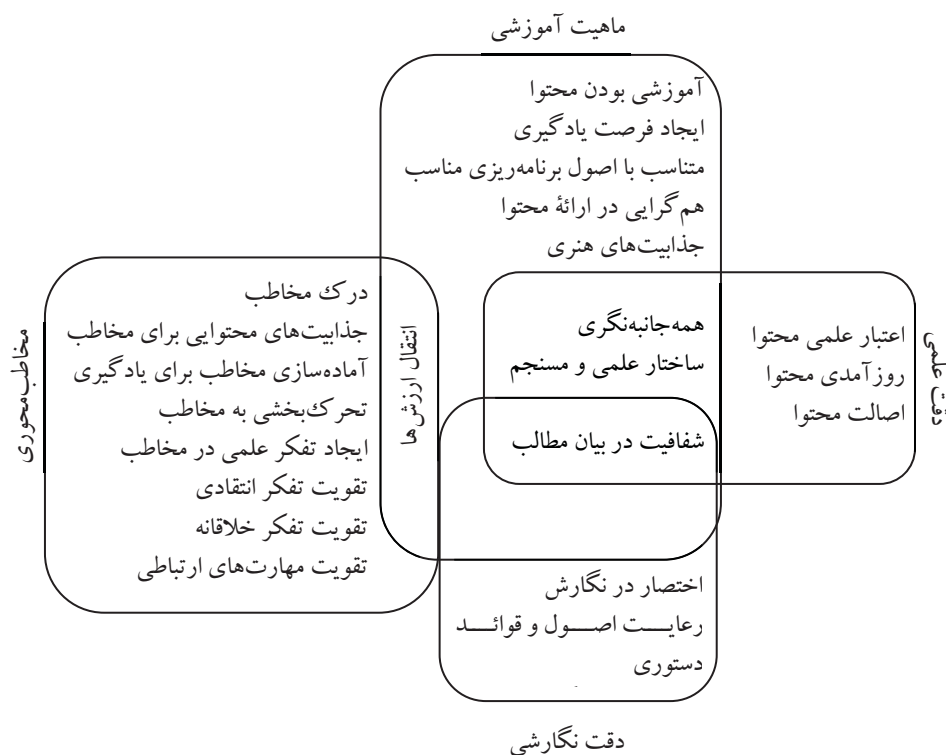 ماهیت آموزشی
آموزشی بودن محتوا
ایجاد فرصت یادگیری
متناسب با اصول برنامه‌ریزی مناسب
هم‌گرایی در ارائهٔ محتوا
جذابیت‌های هنری
دقت علمی
اعتبار علمی محتوا
روزآمدی محتوا
اصالت محتوا
همه‌جانبه‌نگری
ساختار علمی و مسنجم
شفافیت در بیان مطالب
انتقال ارزش‌ها
درک مخاطب
جذابیت‌های محتوایی برای مخاطب
آماده‌سازی مخاطب برای یادگیری
تحرک‌بخشی به مخاطب
ایجاد تفکر علمی در مخاطب
تقویت تفکر انتقادی
تقویت تفکر خلاقانه
تقویت مهارت‌های ارتباطی
مخاطب‌محوری
اختصار در نگارش
رعایــت اصــول و قوائــد
دستوری
دقت نگارشی